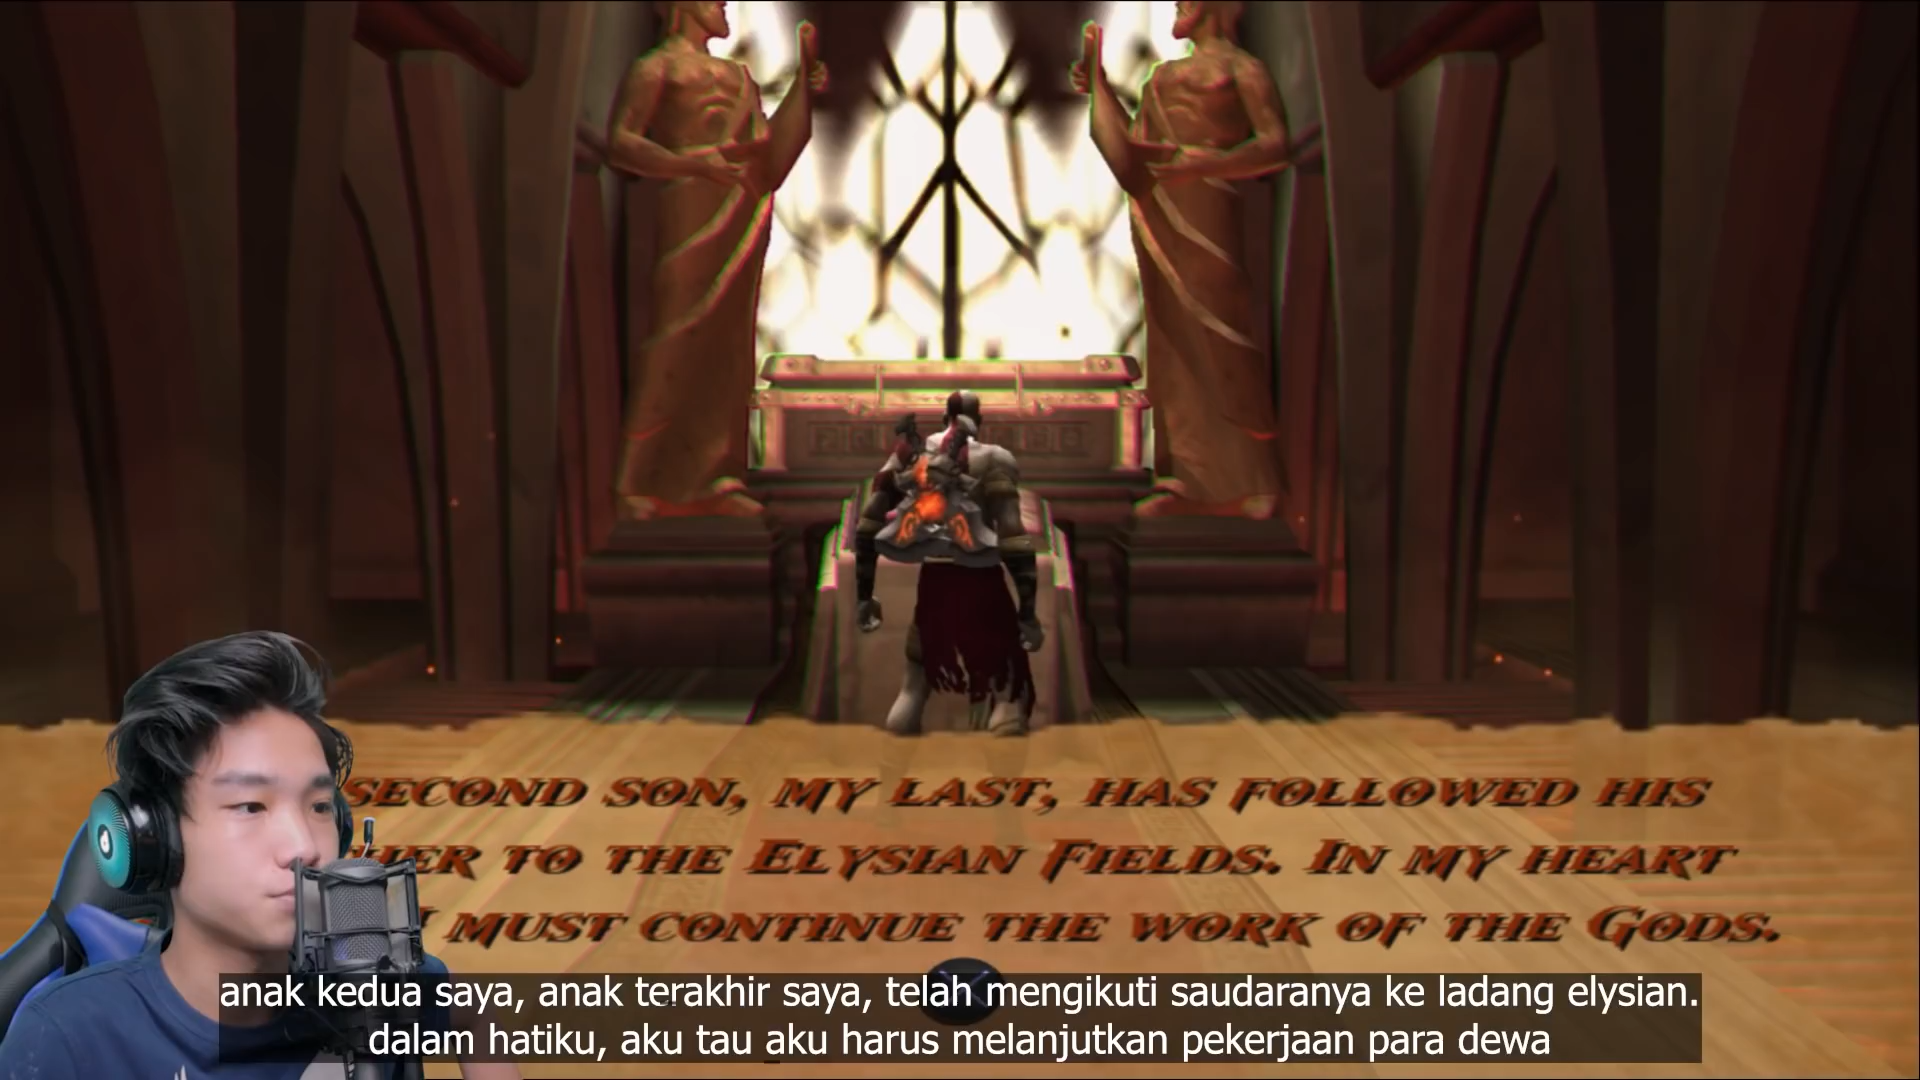 SECOND SON, MY LAST, HAS FOLLOWED HIS
HER TO THE ELYSIAN FIELDS. IN MY HEART
I MUST CONTINUE THE WORK OF THE GODS.
anak kedua saya, anak terakhir saya, telah mengikuti saudaranya ke ladang elysian.
dalam hatiku, aku tau aku harus melanjutkan pekerjaan para dewa